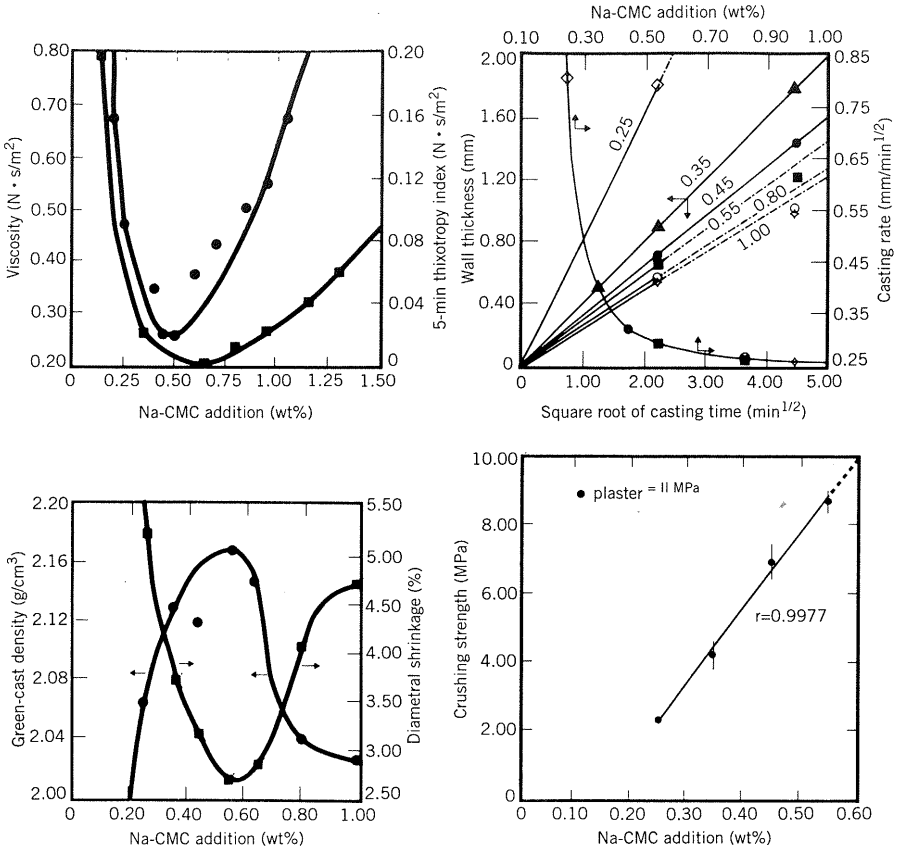 Na-CMC addition (wt%)
0.10 0.30 0.40 0.50 0.80 0.90 1.00
0.80
0.70
0.60
0.50
0.40
0.30
0.20
Viscosity (N • s/m²)
0.20
0.16
0.12
0.08
0.04
0
5-min thixotropy index (N • s/m²)
0 0.25 0.50 0.75 1.00 1.25 1.50
Na-CMC addition (wt%)
2.00
1.60
1.20
0.80
0.40
0
Wall thickness (mm)
0.25
0.35
0.45
0.55
0.80
1.00
0.85
0.75
0.65
0.55
0.45
0.35
0.25
Casting rate (mm/min¹/²)
0 1.00 2.00 3.00 4.00 5.00
Square root of casting time (min¹/²)
2.20
2.16
2.12
2.08
2.04
2.00
Green-cast density (g/cm³)
5.50
5.00
4.50
4.00
3.50
3.00
2.50
Diametral shrinkage (%)
0 0.20 0.40 0.60 0.80 1.00
Na-CMC addition (wt%)
10.00
8.00
6.00
4.00
2.00
0
Crushing strength (MPa)
plaster = 11 MPa
r=0.9977
0 0.10 0.20 0.30 0.40 0.50 0.60
Na-CMC addition (wt%)